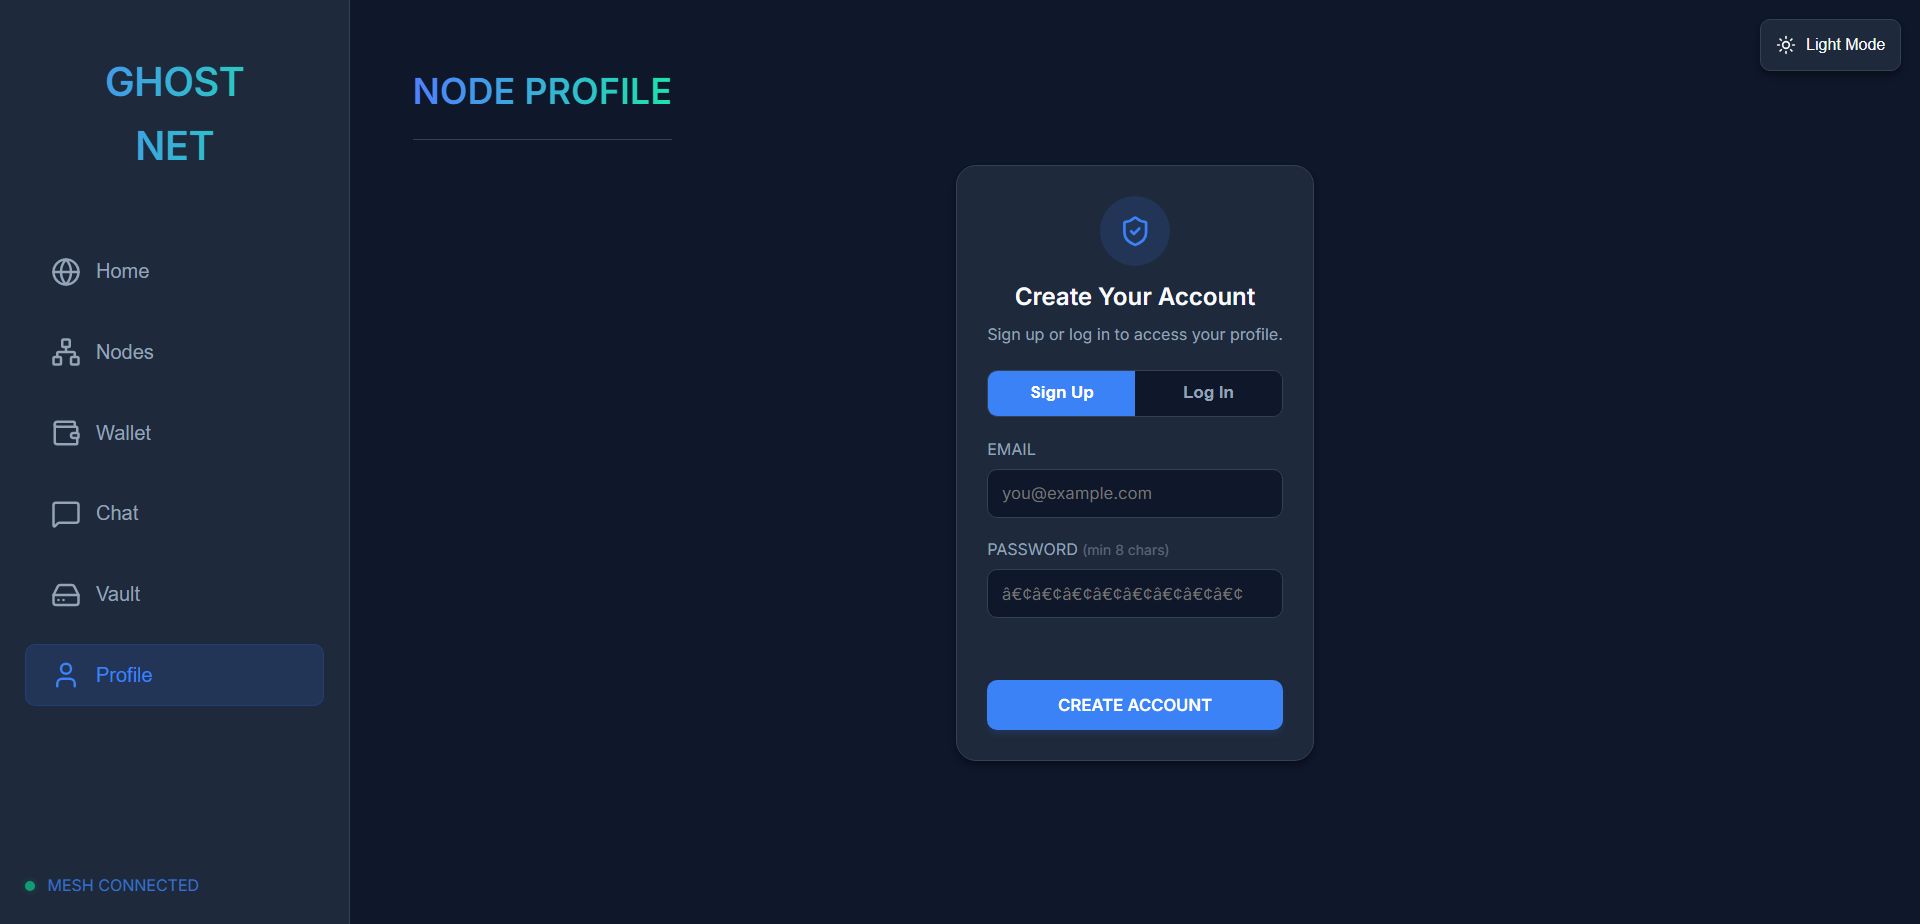 GHOST
NET
Home
Nodes
Wallet
Chat
Vault
Profile
MESH CONNECTED
Light Mode
NODE PROFILE
Create Your Account
Sign up or log in to access your profile.
Sign Up
Log In
EMAIL
you@example.com
PASSWORD (min 8 chars)
â€¢â€¢â€¢â€¢â€¢â€¢â€¢â€¢
CREATE ACCOUNT